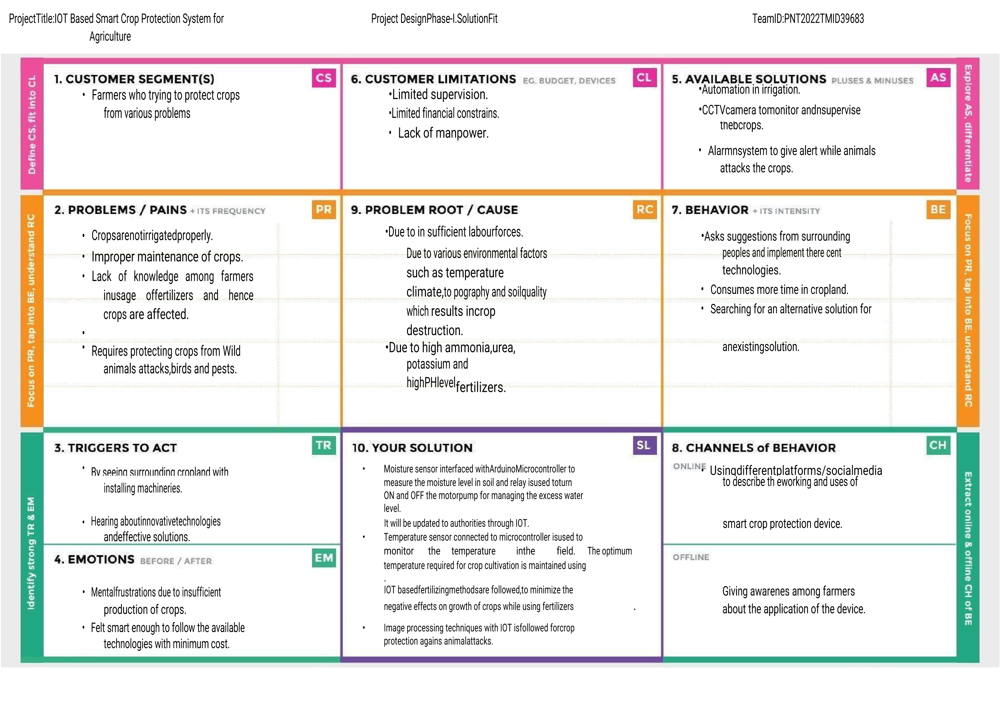 ProjectTitle:IOT Based Smart Crop Protection System for
Agriculture
Project DesignPhase-I.SolutionFit
TeamID:PNT2022TMID39683
Define CS, fit into CL
1. CUSTOMER SEGMENT(S)
CS
• Farmers who trying to protect crops
from various problems
6. CUSTOMER LIMITATIONS EG. BUDGET, DEVICES
CL
•Limited supervision.
•Limited financial constrains.
• Lack of manpower.
5. AVAILABLE SOLUTIONS PLUSES & MINUSES
AS
•Automation in irrigation.
•CCTVcamera tomonitor andnsupervise
thebcrops.
• Alarmnsystem to give alert while animals
attacks the crops.
Explore AS, differentiate
Focus on PR, tap into BE, understand RC
2. PROBLEMS / PAINS + ITS FREQUENCY
PR
• Cropsarenotirrigatedproperly.
• Improper maintenance of crops.
• Lack of knowledge among farmers
inusage offertilizers and hence
crops are affected.
•
• Requires protecting crops from Wild
animals attacks,birds and pests.
9. PROBLEM ROOT / CAUSE
RC
•Due to in sufficient labourforces.
Due to various environmental factors
such as temperature
climate,to pography and soilquality
which results incrop
destruction.
•Due to high ammonia,urea,
potassium and
highPHlevelfertilizers.
7. BEHAVIOR + ITS INTENSITY
BE
•Asks suggestions from surrounding
peoples and implement there cent
technologies.
• Consumes more time in cropland.
• Searching for an alternative solution for
anexistingsolution.
Focus on PR, tap into BE, understand RC
Identify strong TR & EM
3. TRIGGERS TO ACT
TR
• By seeing surrounding cropland with
installing machineries.
• Hearing aboutinnovativetechnologies
andeffective solutions.
4. EMOTIONS BEFORE / AFTER
EM
• Mentalfrustrations due to insufficient
production of crops.
• Felt smart enough to follow the available
technologies with minimum cost.
10. YOUR SOLUTION
SL
• Moisture sensor interfaced withArduinoMicrocontroller to
measure the moisture level in soil and relay isused toturn
ON and OFF the motorpump for managing the excess water
level.
It will be updated to authorities through IOT.
• Temperature sensor connected to microcontroller isused to
monitor the temperature inthe field. The optimum
temperature required for crop cultivation is maintained using
.
IOT basedfertilizingmethodsare followed,to minimize the
negative effects on growth of crops while using fertilizers .
• Image processing techniques with IOT isfollowed forcrop
protection agains animalattacks.
8. CHANNELS of BEHAVIOR
CH
ONLINE
• Usingdifferentplatforms/socialmedia
to describe th eworking and uses of
smart crop protection device.
OFFLINE
Giving awarenes among farmers
about the application of the device.
Extract online & offline CH of BE